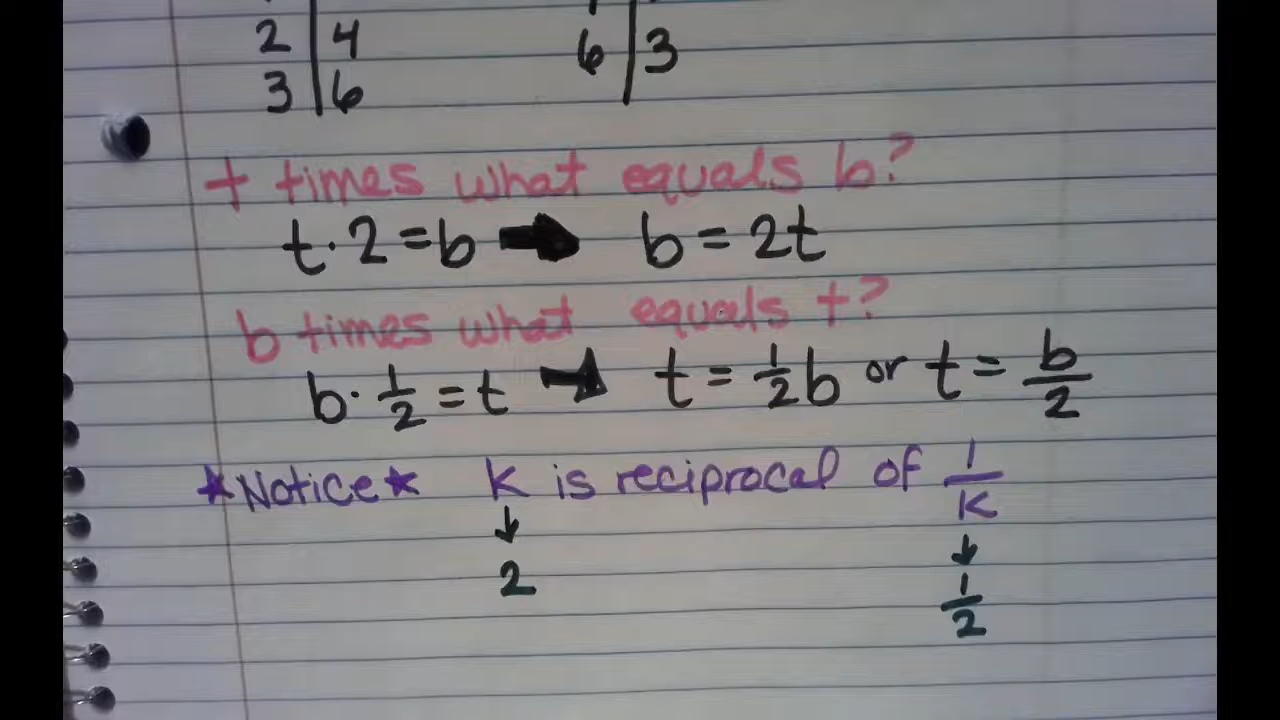 2 | 4 6 | 3
3 | 6
t times what equals b?
t · 2 = b ➡ b = 2t
b times what equals t?
b · 1/2 = t ➡ t = 1/2 b or t = b/2
*Notice* K is reciprocal of 1/K
↓ ↓
2 1/2